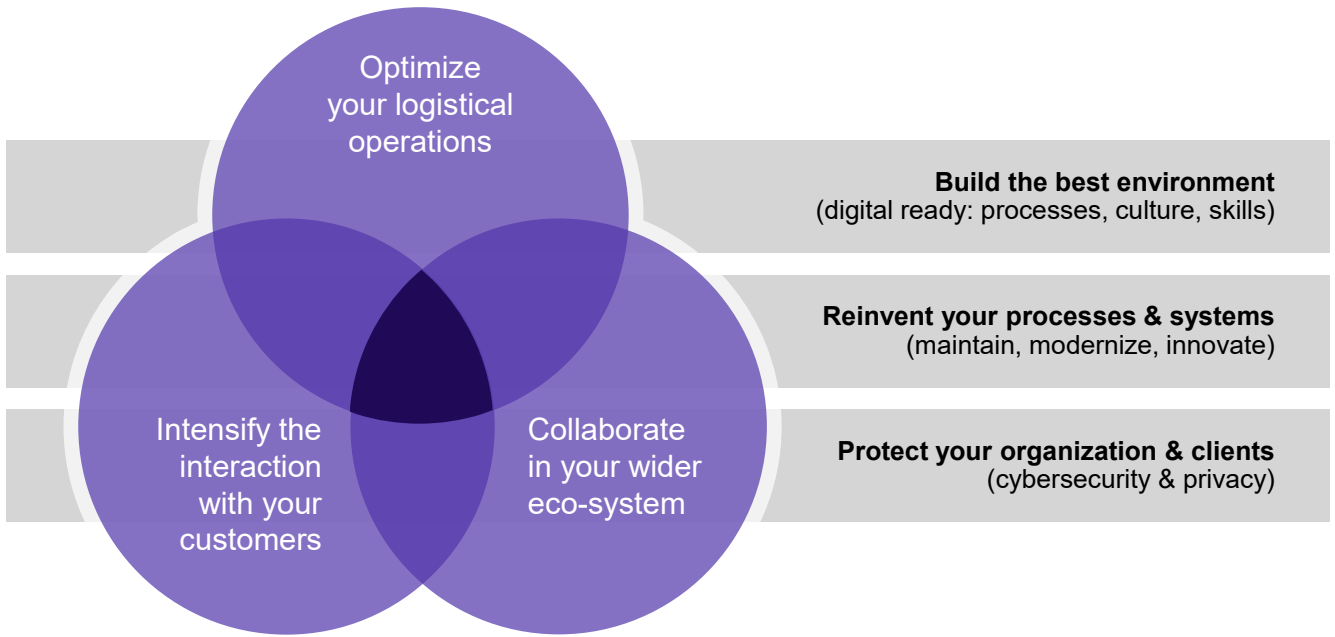 Optimize
your logistical
operations
Build the best environment
(digital ready: processes, culture, skills)
Reinvent your processes & systems
(maintain, modernize, innovate)
Intensify the
interaction
with your
customers
Collaborate
in your wider
eco-system
Protect your organization & clients
(cybersecurity & privacy)